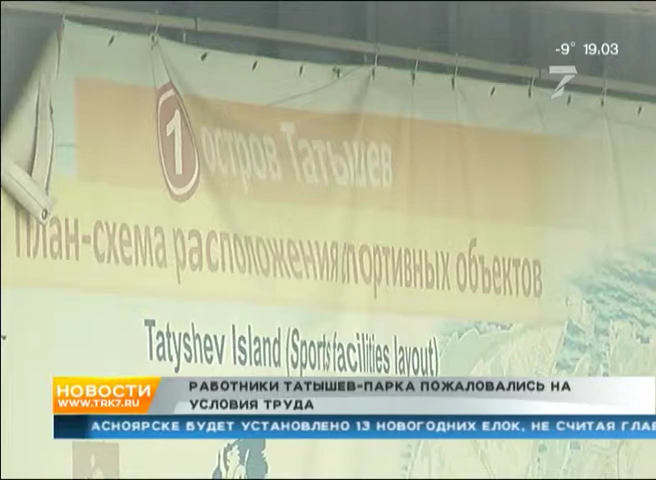 -9° 19.03
7
1 остров Татышев
План-схема расположения спортивных объектов
Tatyshev Island (Sports facilities layout)
НОВОСТИ
WWW.TRK7.RU
РАБОТНИКИ ТАТЫШЕВ-ПАРКА ПОЖАЛОВАЛИСЬ НА
УСЛОВИЯ ТРУДА
АСНОЯРСКЕ БУДЕТ УСТАНОВЛЕНО 13 НОВОГОДНИХ ЕЛОК, НЕ СЧИТАЯ ГЛАВ